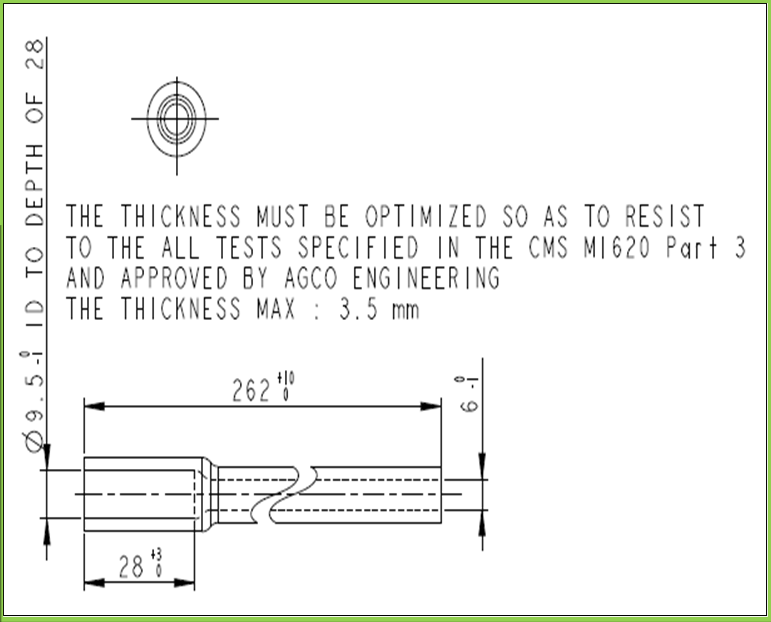 Ø9.5 0 -1 ID TO DEPTH OF 28
THE THICKNESS MUST BE OPTIMIZED SO AS TO RESIST
TO THE ALL TESTS SPECIFIED IN THE CMS M1620 Part 3
AND APPROVED BY AGCO ENGINEERING
THE THICKNESS MAX : 3.5 mm
262 +10 0
6 0 -1
28 +3 0